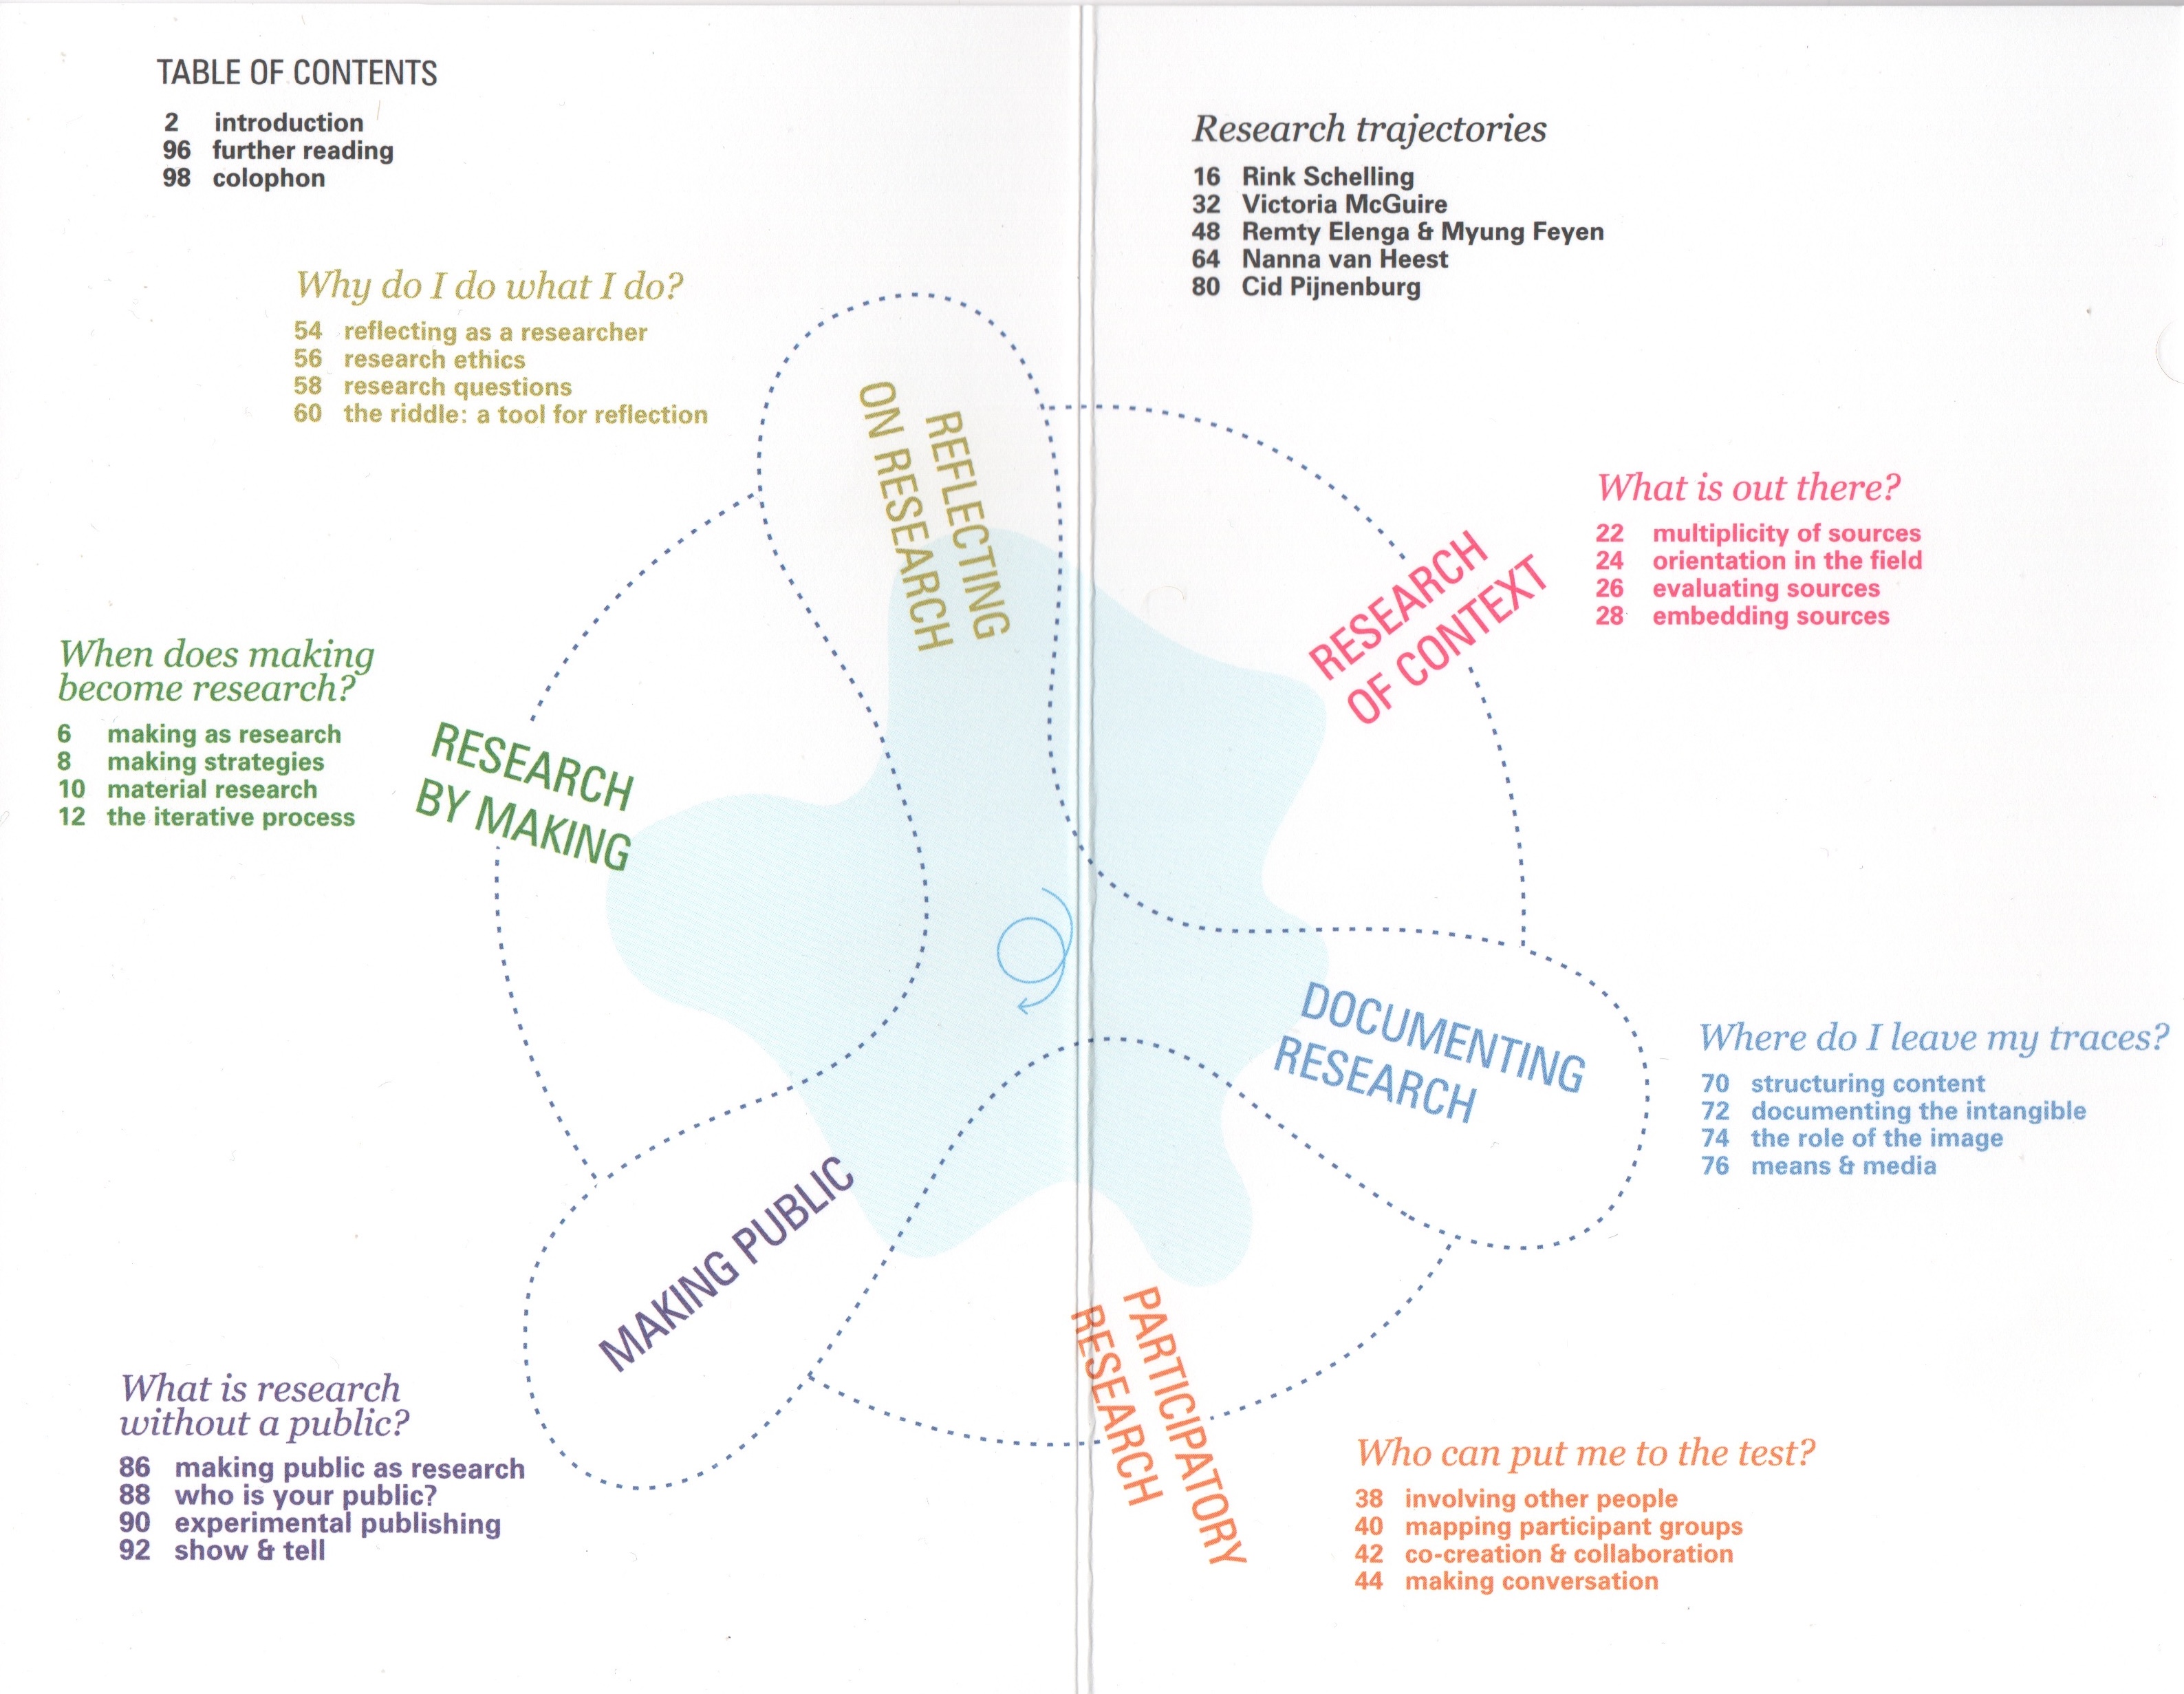 TABLE OF CONTENTS
2 introduction
96 further reading
98 colophon
Research trajectories
16 Rink Schelling
32 Victoria McGuire
48 Remty Elenga & Myung Feyen
64 Nanna van Heest
80 Cid Pijnenburg
Why do I do what I do?
54 reflecting as a researcher
56 research ethics
58 research questions
60 the riddle: a tool for reflection
REFLECTING
ON RESEARCH
What is out there?
22 multiplicity of sources
24 orientation in the field
26 evaluating sources
28 embedding sources
RESEARCH
OF CONTEXT
When does making
become research?
6 making as research
8 making strategies
10 material research
12 the iterative process
RESEARCH
BY MAKING
DOCUMENTING
RESEARCH
Where do I leave my traces?
70 structuring content
72 documenting the intangible
74 the role of the image
76 means & media
MAKING PUBLIC
What is research
without a public?
86 making public as research
88 who is your public?
90 experimental publishing
92 show & tell
PARTICIPATORY
RESEARCH
Who can put me to the test?
38 involving other people
40 mapping participant groups
42 co-creation & collaboration
44 making conversation